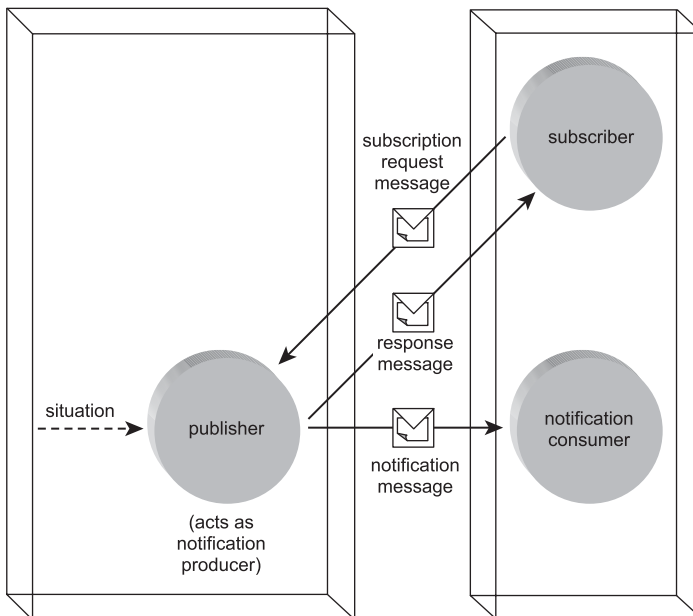 subscription
request
message
subscriber
response
message
situation
publisher
notification
consumer
notification
message
(acts as
notification
producer)